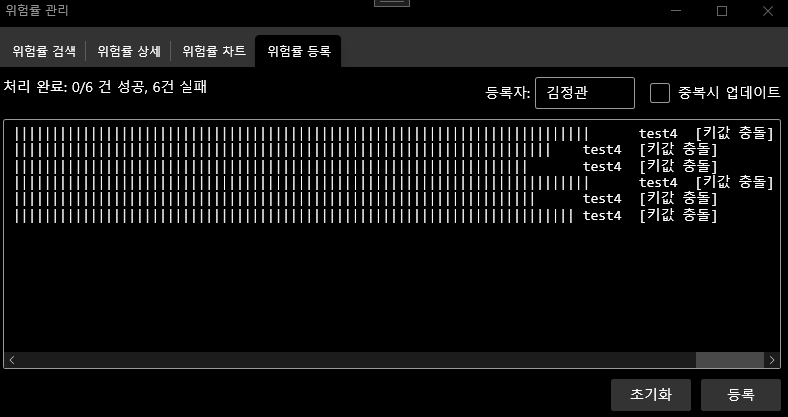 위험률 관리
위험률 검색 위험률 상세 위험률 차트 위험률 등록
처리 완료: 0/6 건 성공, 6건 실패
등록자: 김정관 중복시 업데이트
test4 [키값 충돌]
test4 [키값 충돌]
test4 [키값 충돌]
test4 [키값 충돌]
test4 [키값 충돌]
test4 [키값 충돌]
초기화 등록